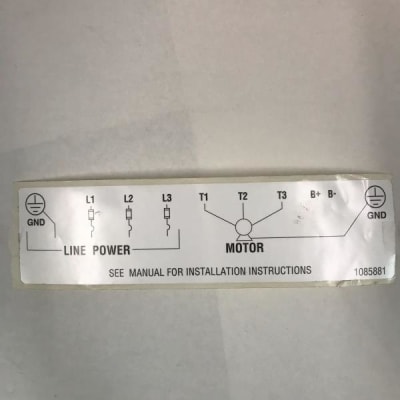 L1 L2 L3 T1 T2 T3 B+ B-
GND GND
LINE POWER MOTOR
SEE MANUAL FOR INSTALLATION INSTRUCTIONS 1085881